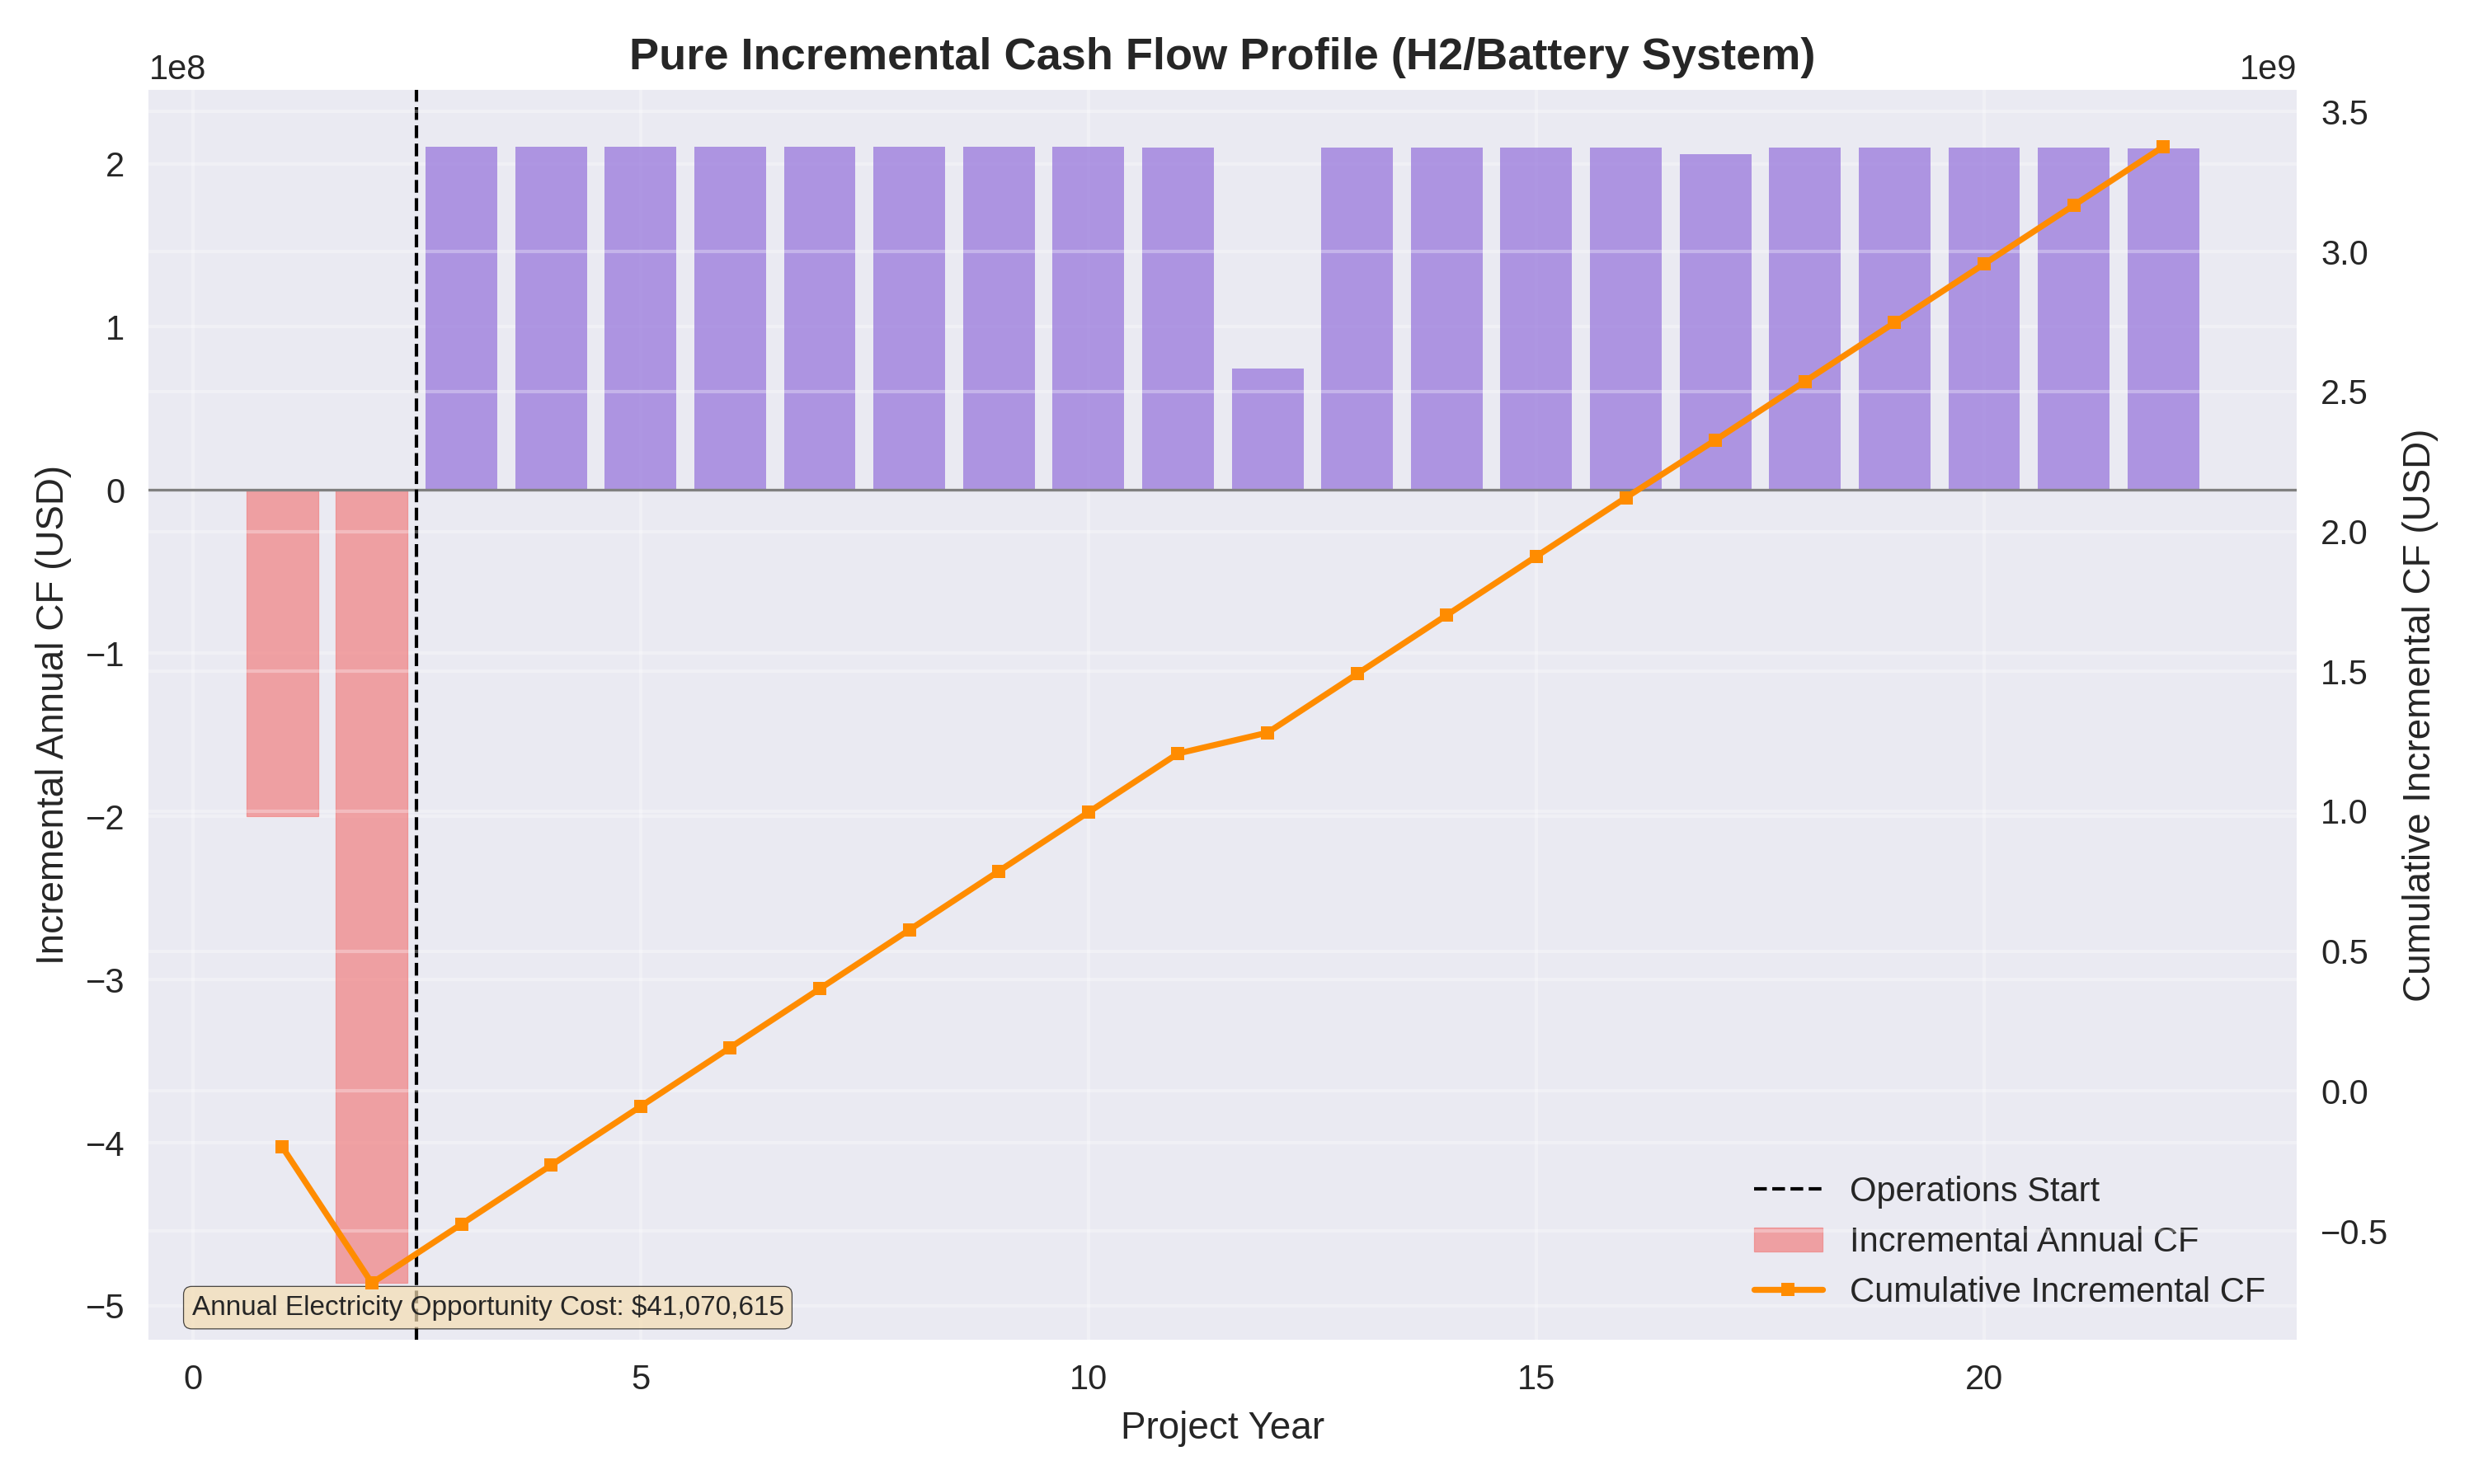 Pure Incremental Cash Flow Profile (H2/Battery System)
1e8
1e9
Incremental Annual CF (USD)
2
1
0
−1
−2
−3
−4
−5
3.5
3.0
2.5
2.0
1.5
1.0
0.5
0.0
−0.5
Cumulative Incremental CF (USD)
Operations Start
Incremental Annual CF
Cumulative Incremental CF
Annual Electricity Opportunity Cost: $41,070,615
0 5 10 15 20
Project Year